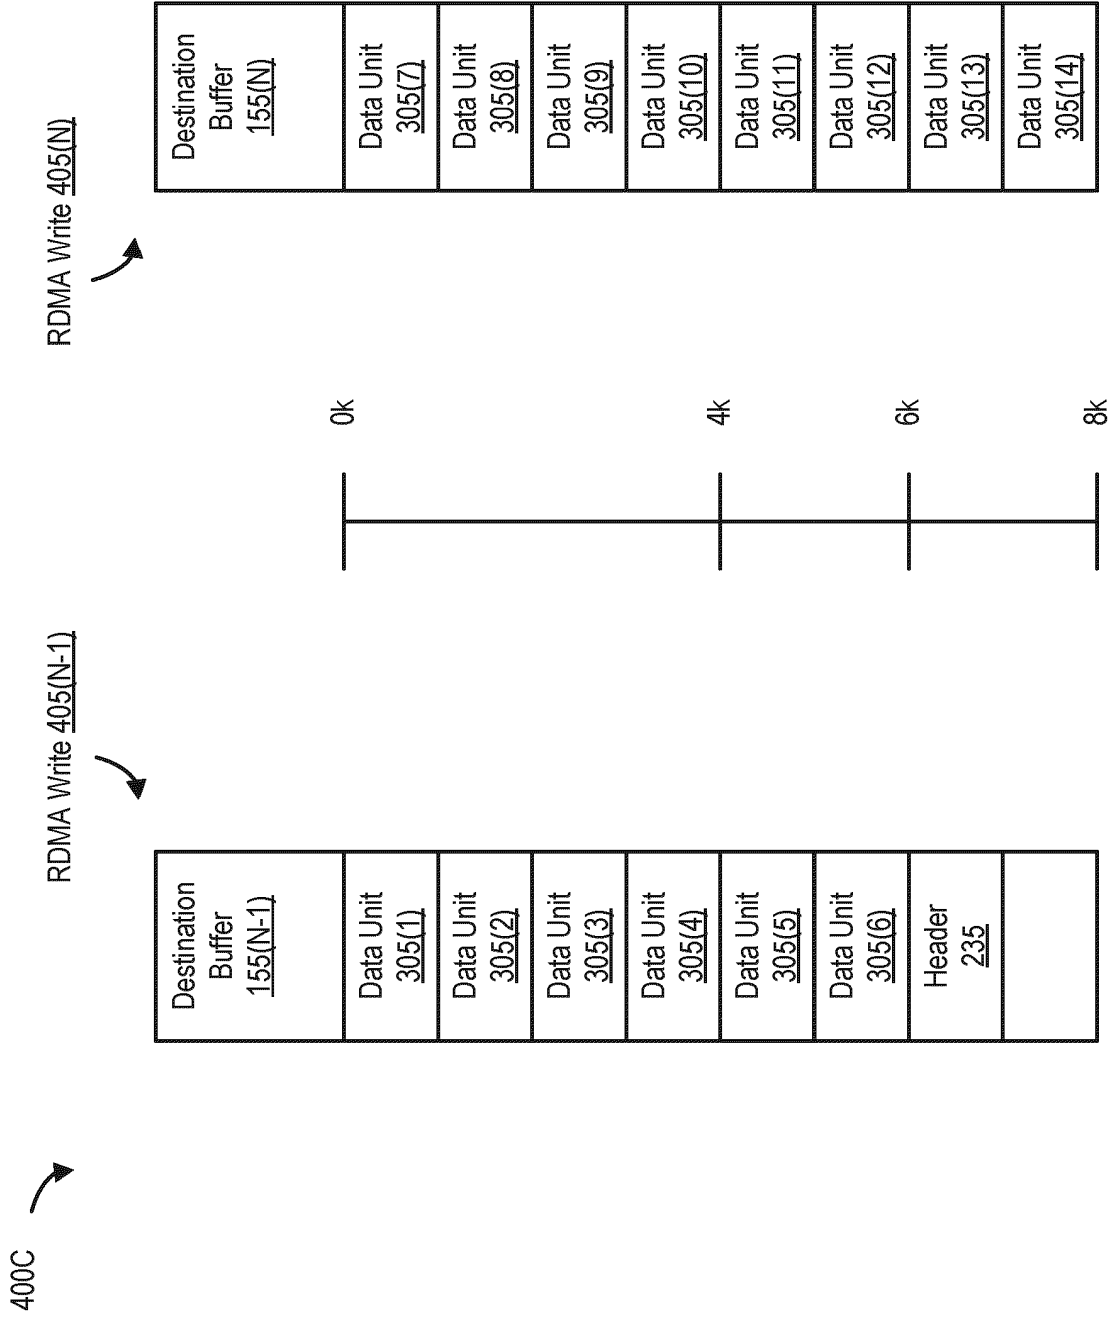 400C
RDMA Write 405(N-1)
Destination
Buffer
155(N-1)
Data Unit
305(1)
Data Unit
305(2)
Data Unit
305(3)
Data Unit
305(4)
Data Unit
305(5)
Data Unit
305(6)
Header
235
0k
4k
6k
8k
RDMA Write 405(N)
Destination
Buffer
155(N)
Data Unit
305(7)
Data Unit
305(8)
Data Unit
305(9)
Data Unit
305(10)
Data Unit
305(11)
Data Unit
305(12)
Data Unit
305(13)
Data Unit
305(14)